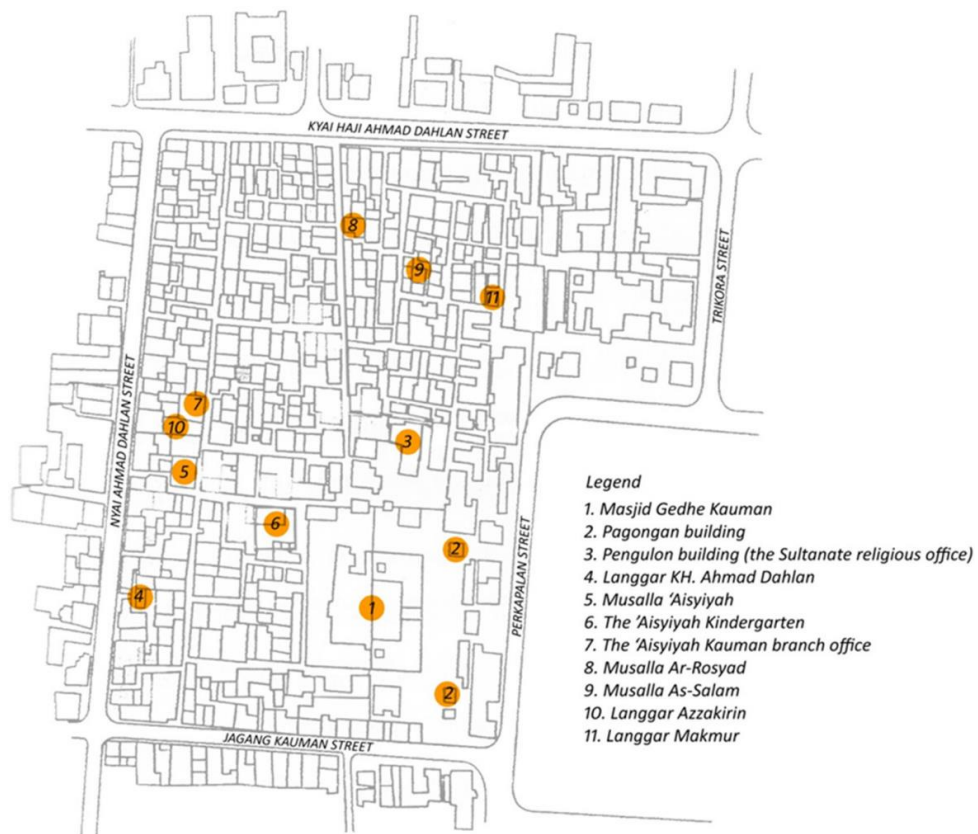 KYAI HAJI AHMAD DAHLAN STREET
8
9
11
TRIKORA STREET
7
10
NYAI AHMAD DAHLAN STREET
3
5
6
2
PERKAPALAN STREET
4
1
2
JAGANG KAUMAN STREET
Legend
1. Masjid Gedhe Kauman
2. Pagongan building
3. Pengulon building (the Sultanate religious office)
4. Langgar KH. Ahmad Dahlan
5. Musalla ‘Aisyiyah
6. The ‘Aisyiyah Kindergarten
7. The ‘Aisyiyah Kauman branch office
8. Musalla Ar-Rosyad
9. Musalla As-Salam
10. Langgar Azzakirin
11. Langgar Makmur